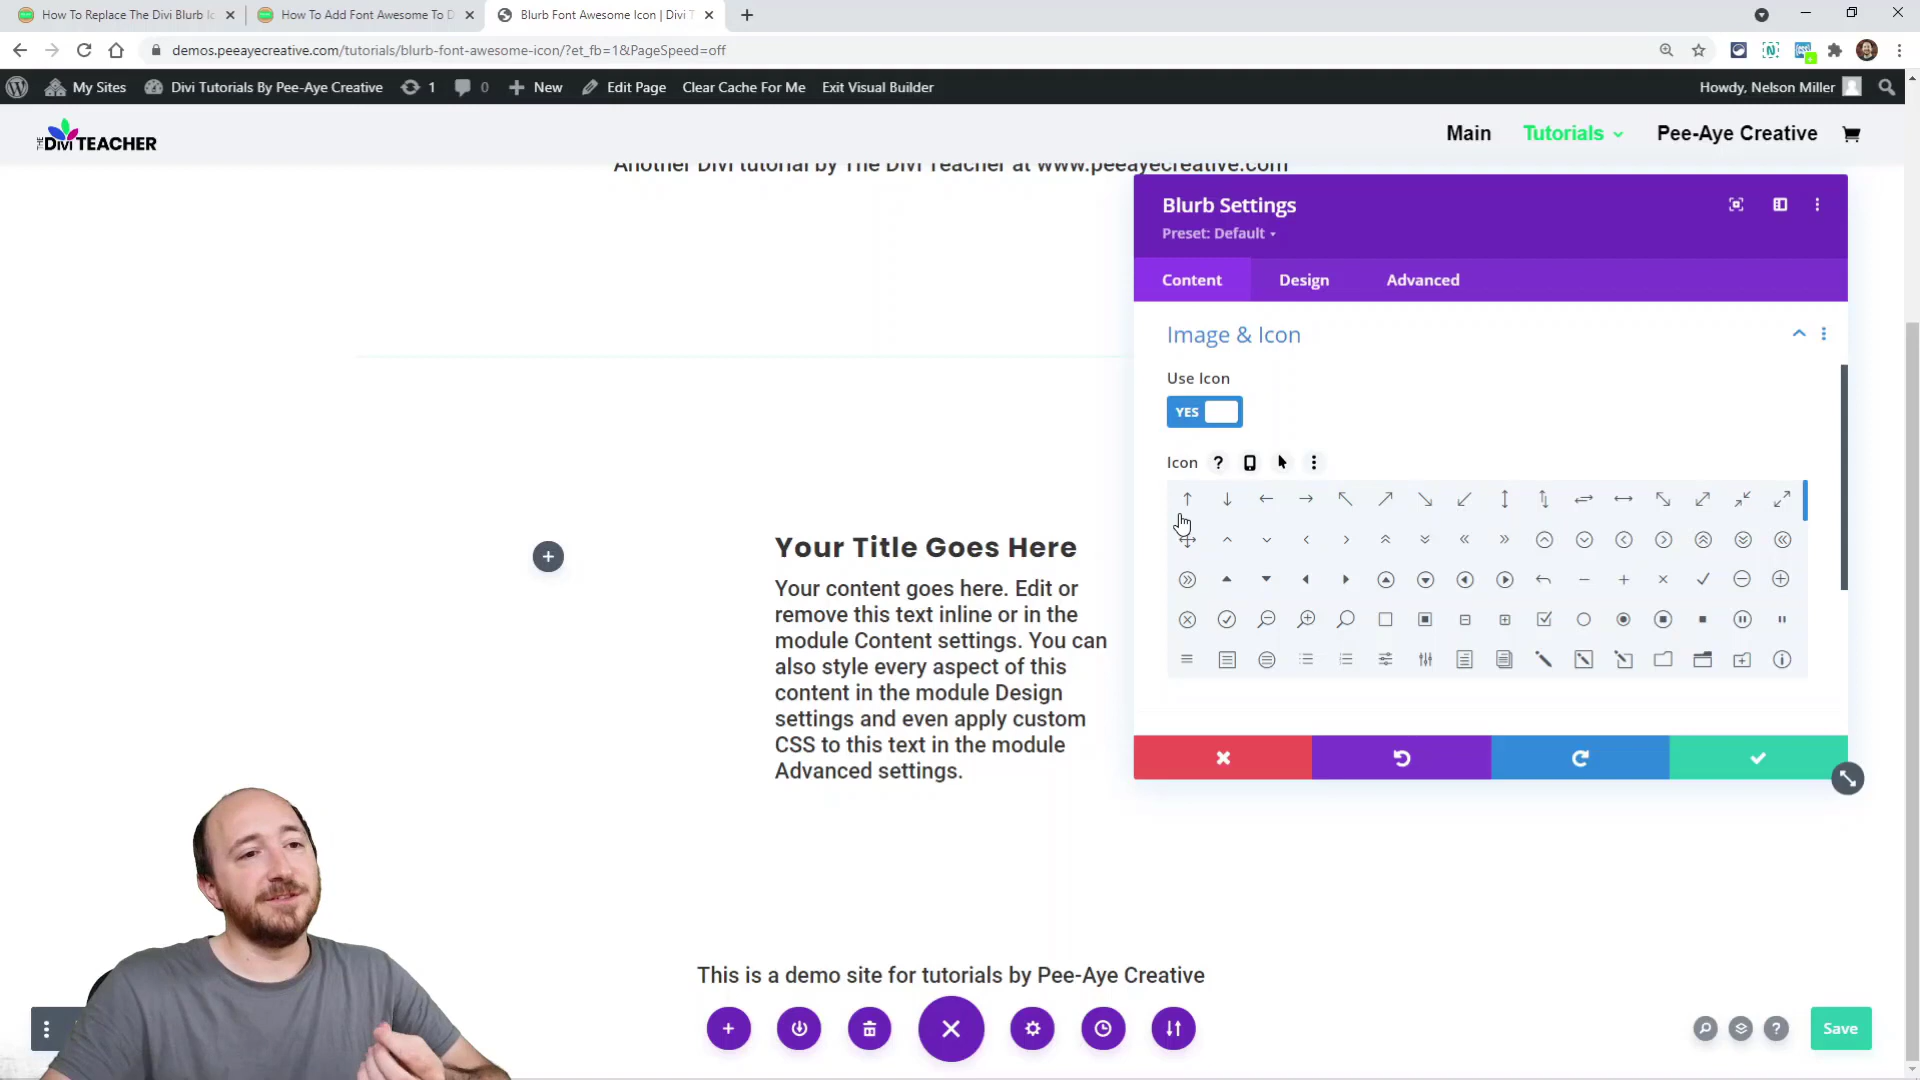 How To Replace The Divi Blurb Ic
How To Add Font Awesome To D
Blurb Font Awesome Icon | Divi T
demos.peeayecreative.com/tutorials/blurb-font-awesome-icon/?et_fb=1&PageSpeed=off
My Sites
Divi Tutorials By Pee-Aye Creative
1
0
New
Edit Page
Clear Cache For Me
Exit Visual Builder
Howdy, Nelson Miller
THE DIVI TEACHER
Main
Tutorials
Pee-Aye Creative
Another Divi tutorial by The Divi Teacher at www.peeayecreative.com
Blurb Settings
Preset: Default
Content
Design
Advanced
Image & Icon
Use Icon
YES
Icon
Your Title Goes Here
Your content goes here. Edit or
remove this text inline or in the
module Content settings. You can
also style every aspect of this
content in the module Design
settings and even apply custom
CSS to this text in the module
Advanced settings.
This is a demo site for tutorials by Pee-Aye Creative
Save